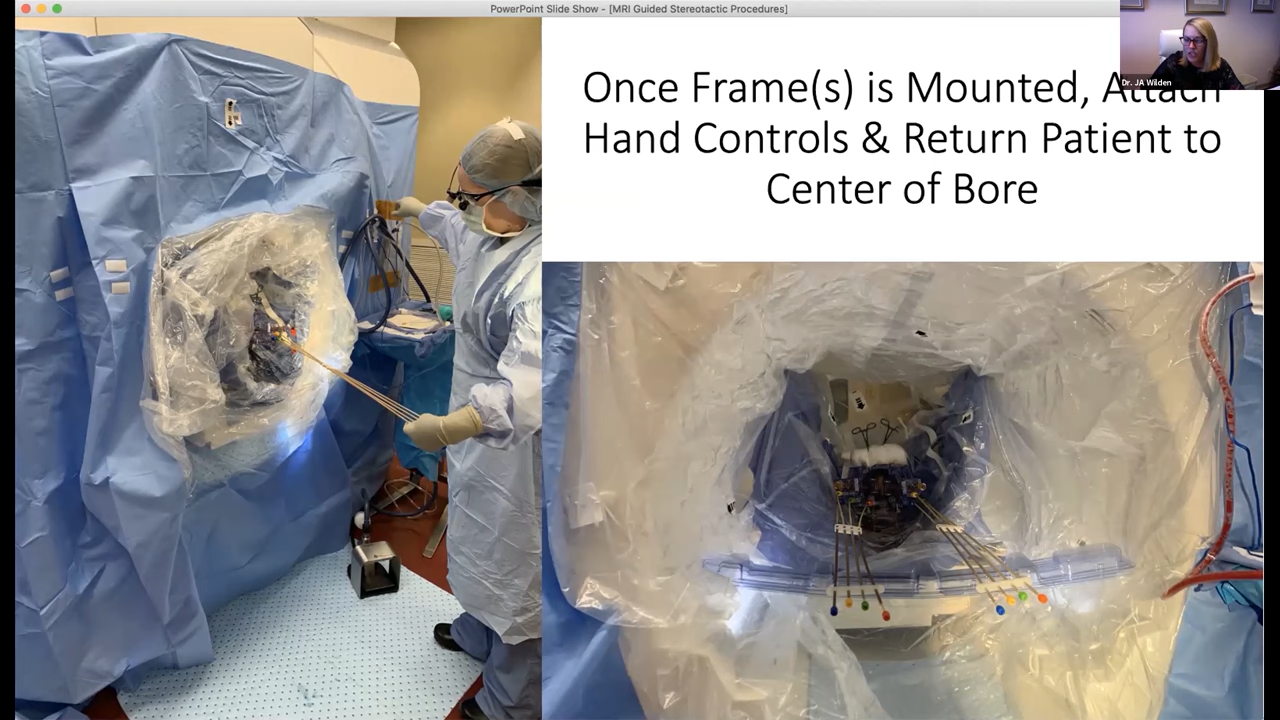 PowerPoint Slide Show - [MRI Guided Stereotactic Procedures]
Dr. JA Wilden
Once Frame(s) is Mounted, Attach
Hand Controls & Return Patient to
Center of Bore